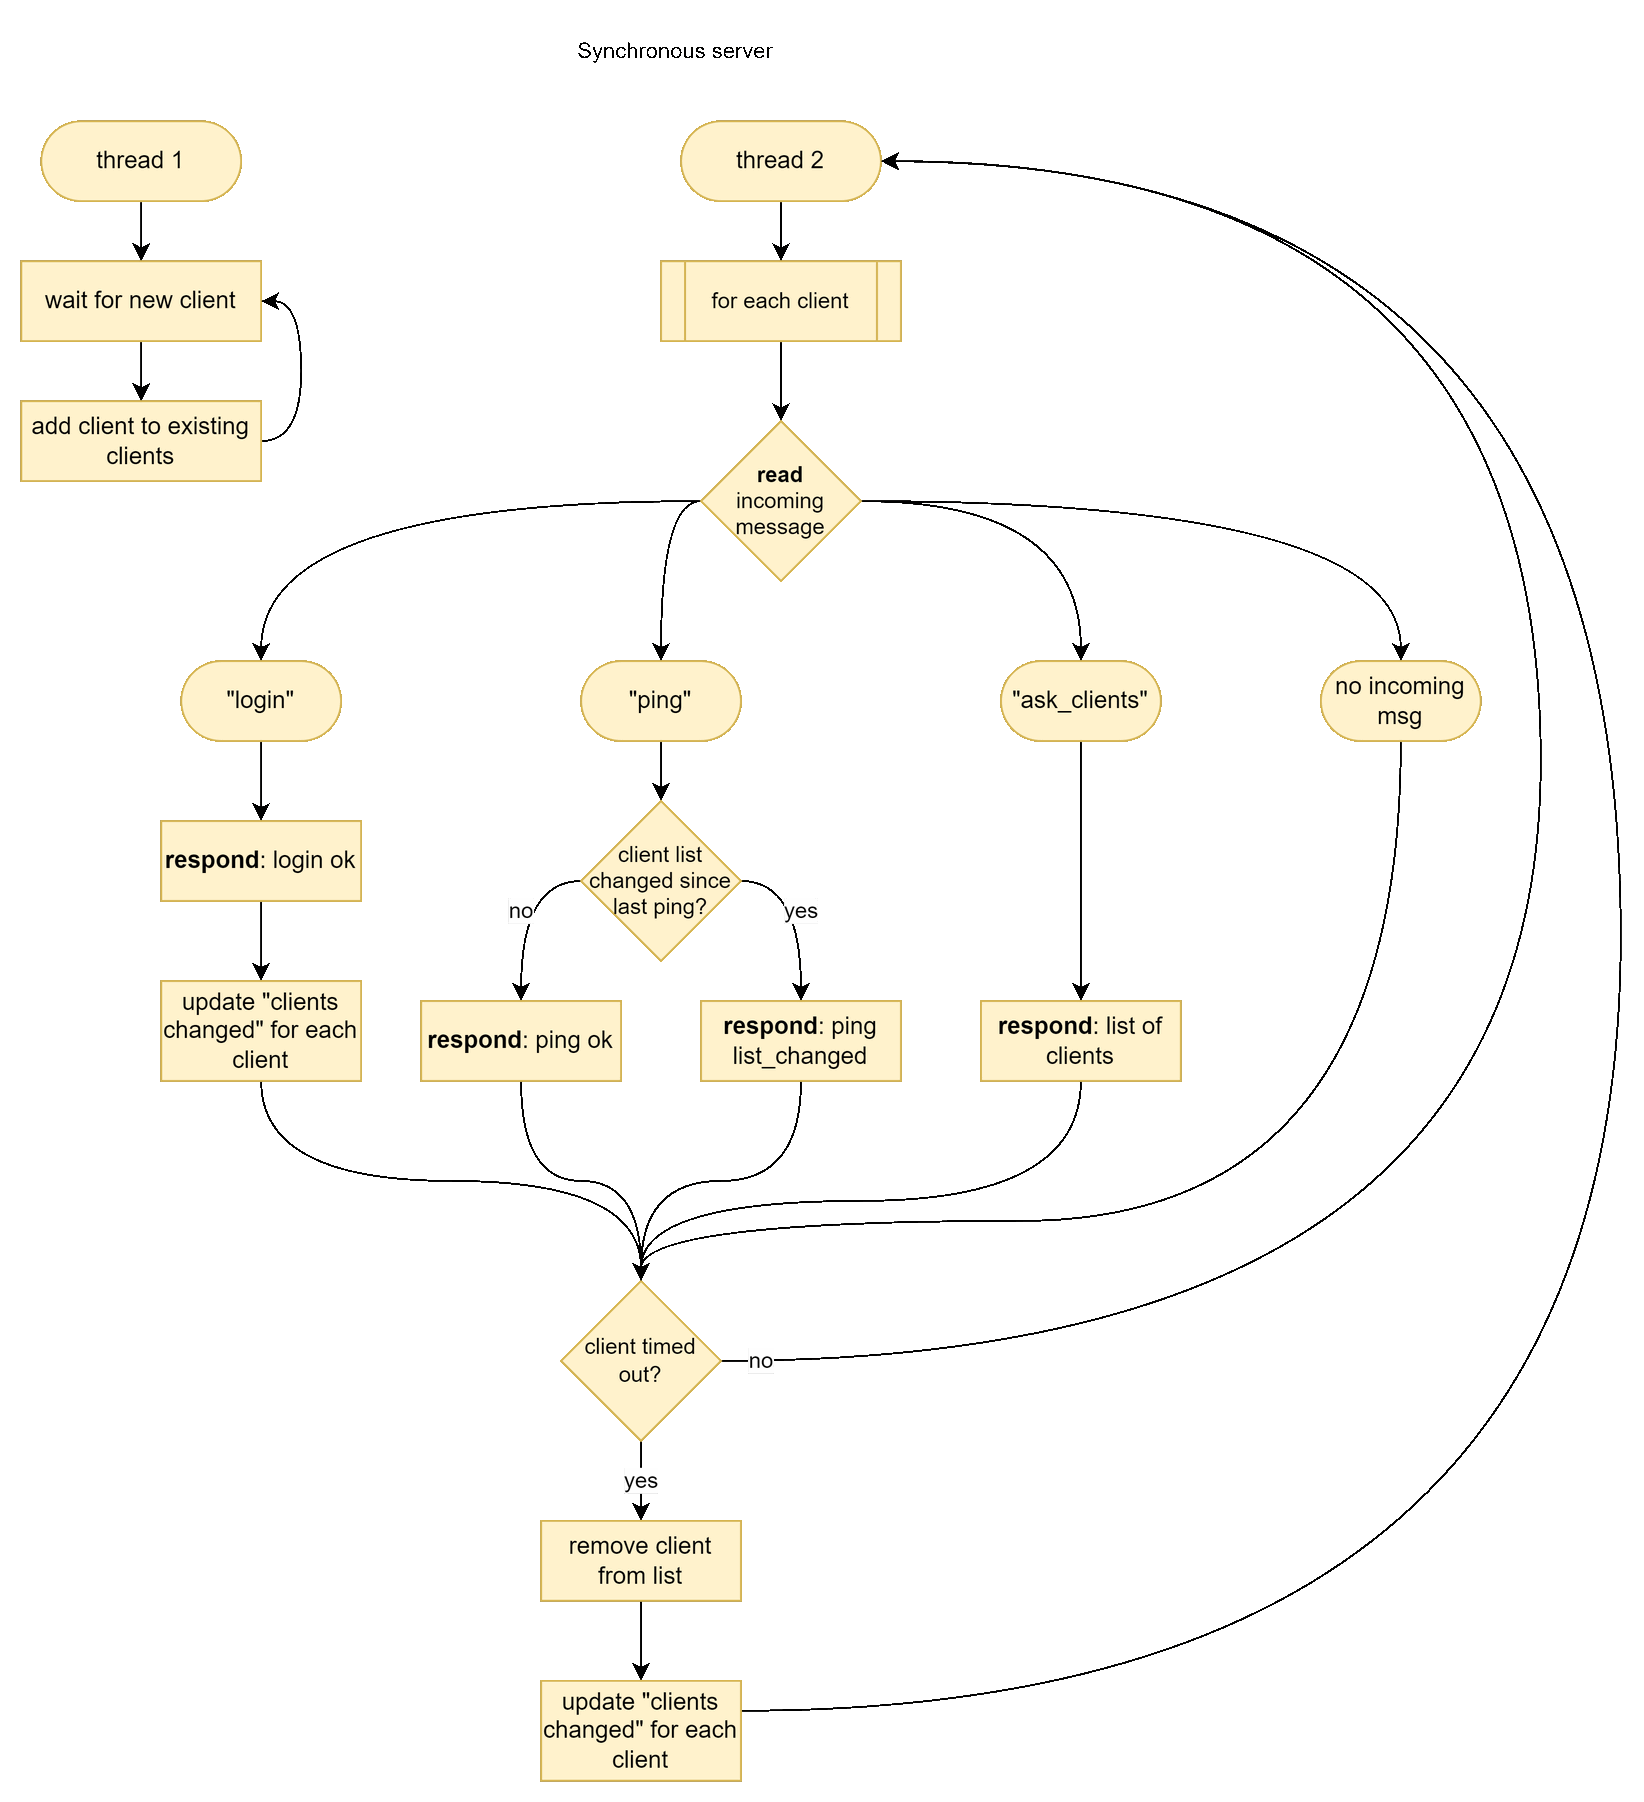 Synchronous server
thread 1
thread 2
wait for new client
for each client
add client to existing
clients
read
incoming
message
"login"
"ping"
"ask_clients"
no incoming
msg
respond: login ok
client list
changed since
last ping?
no
yes
update "clients
changed" for each
client
respond: ping ok
respond: ping
list_changed
respond: list of
clients
client timed
out?
no
yes
remove client
from list
update "clients
changed" for each
client